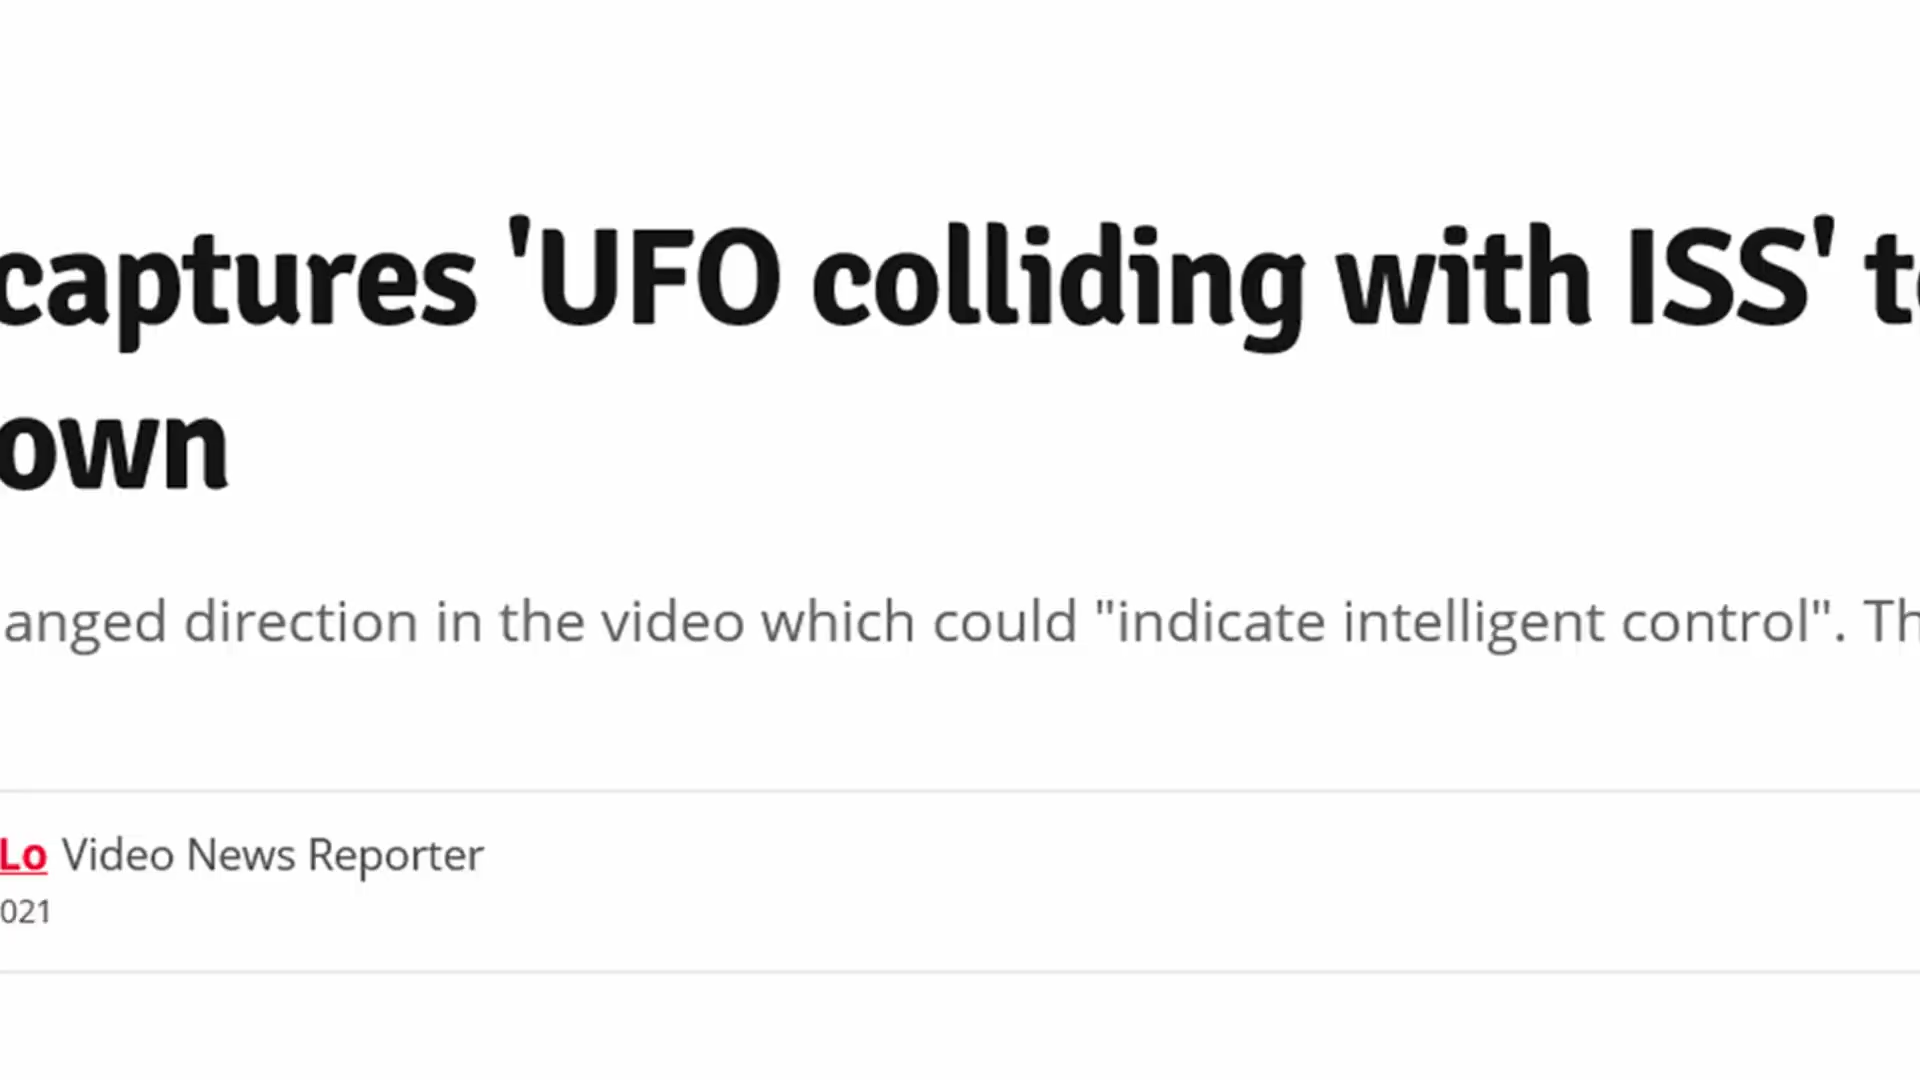 captures 'UFO colliding with ISS' t
own
anged direction in the video which could "indicate intelligent control". Th
Lo Video News Reporter
021